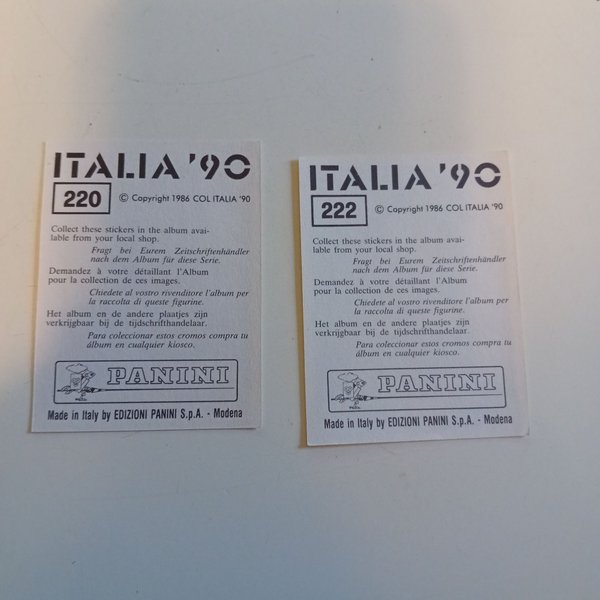 ITALIA '90
220
© Copyright 1986 COL ITALIA '90
Collect these stickers in the album avai-
lable from your local shop.
Fragt bei Eurem Zeitschriftenhändler
nach dem Album für diese Serie.
Demandez à votre détaillant l'Album
pour la collection de ces images.
Chiedete al vostro rivenditore l'album per
la raccolta di queste figurine.
Het album en de andere plaatjes zijn
verkrijgbaar bij de tijdschrifthandelaar.
Para coleccionar estos cromos compra tu
álbum en cualquier kiosco.
PANINI
Made in Italy by EDIZIONI PANINI S.p.A. - Modena
ITALIA '90
222
© Copyright 1986 COL ITALIA '90
Collect these stickers in the album avai-
lable from your local shop.
Fragt bei Eurem Zeitschriftenhändler
nach dem Album für diese Serie.
Demandez à votre détaillant l'Album
pour la collection de ces images.
Chiedete al vostro rivenditore l'album per
la raccolta di queste figurine.
Het album en de andere plaatjes zijn
verkrijgbaar bij de tijdschrifthandelaar.
Para coleccionar estos cromos compra tu
álbum en cualquier kiosco.
PANINI
Made in Italy by EDIZIONI PANINI S.p.A. - Modena